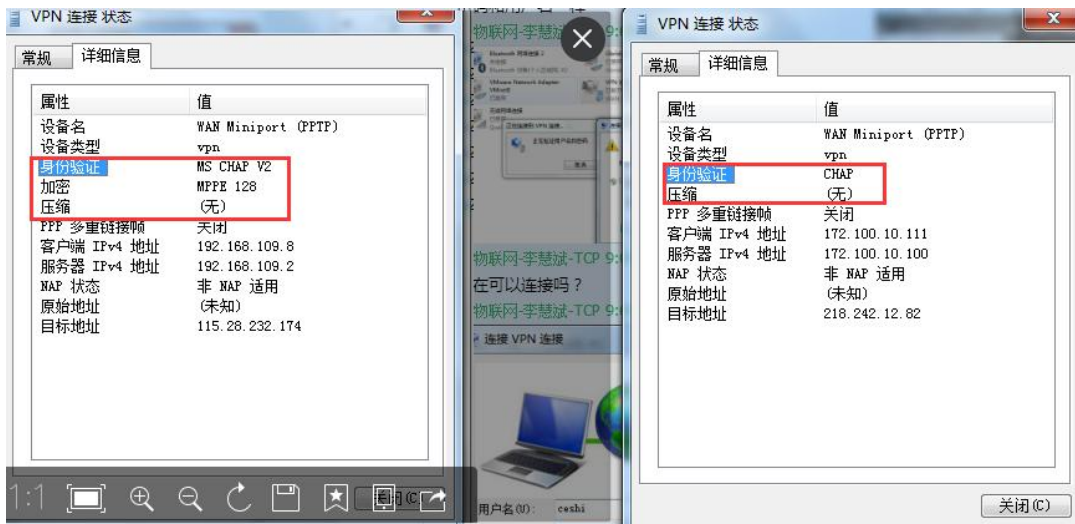 VPN 连接 状态
常规
详细信息
属性 值
设备名 WAN Miniport (PPTP)
设备类型 vpn
身份验证 MS CHAP V2
加密 MPPE 128
压缩 (无)
PPP 多重链接帧 关闭
客户端 IPv4 地址 192.168.109.8
服务器 IPv4 地址 192.168.109.2
NAP 状态 非 NAP 适用
原始地址 (未知)
目标地址 115.28.232.174
1:1
关闭(C)
物联网-李慧斌
物联网-李慧斌-TCP 9:
在可以连接吗？
物联网-李慧斌-TCP 9:
连接 VPN 连接
用户名(U): ceshi
VPN 连接 状态
常规
详细信息
属性 值
设备名 WAN Miniport (PPTP)
设备类型 vpn
身份验证 CHAP
压缩 (无)
PPP 多重链接帧 关闭
客户端 IPv4 地址 172.100.10.111
服务器 IPv4 地址 172.100.10.100
NAP 状态 非 NAP 适用
原始地址 (未知)
目标地址 218.242.12.82
关闭(C)